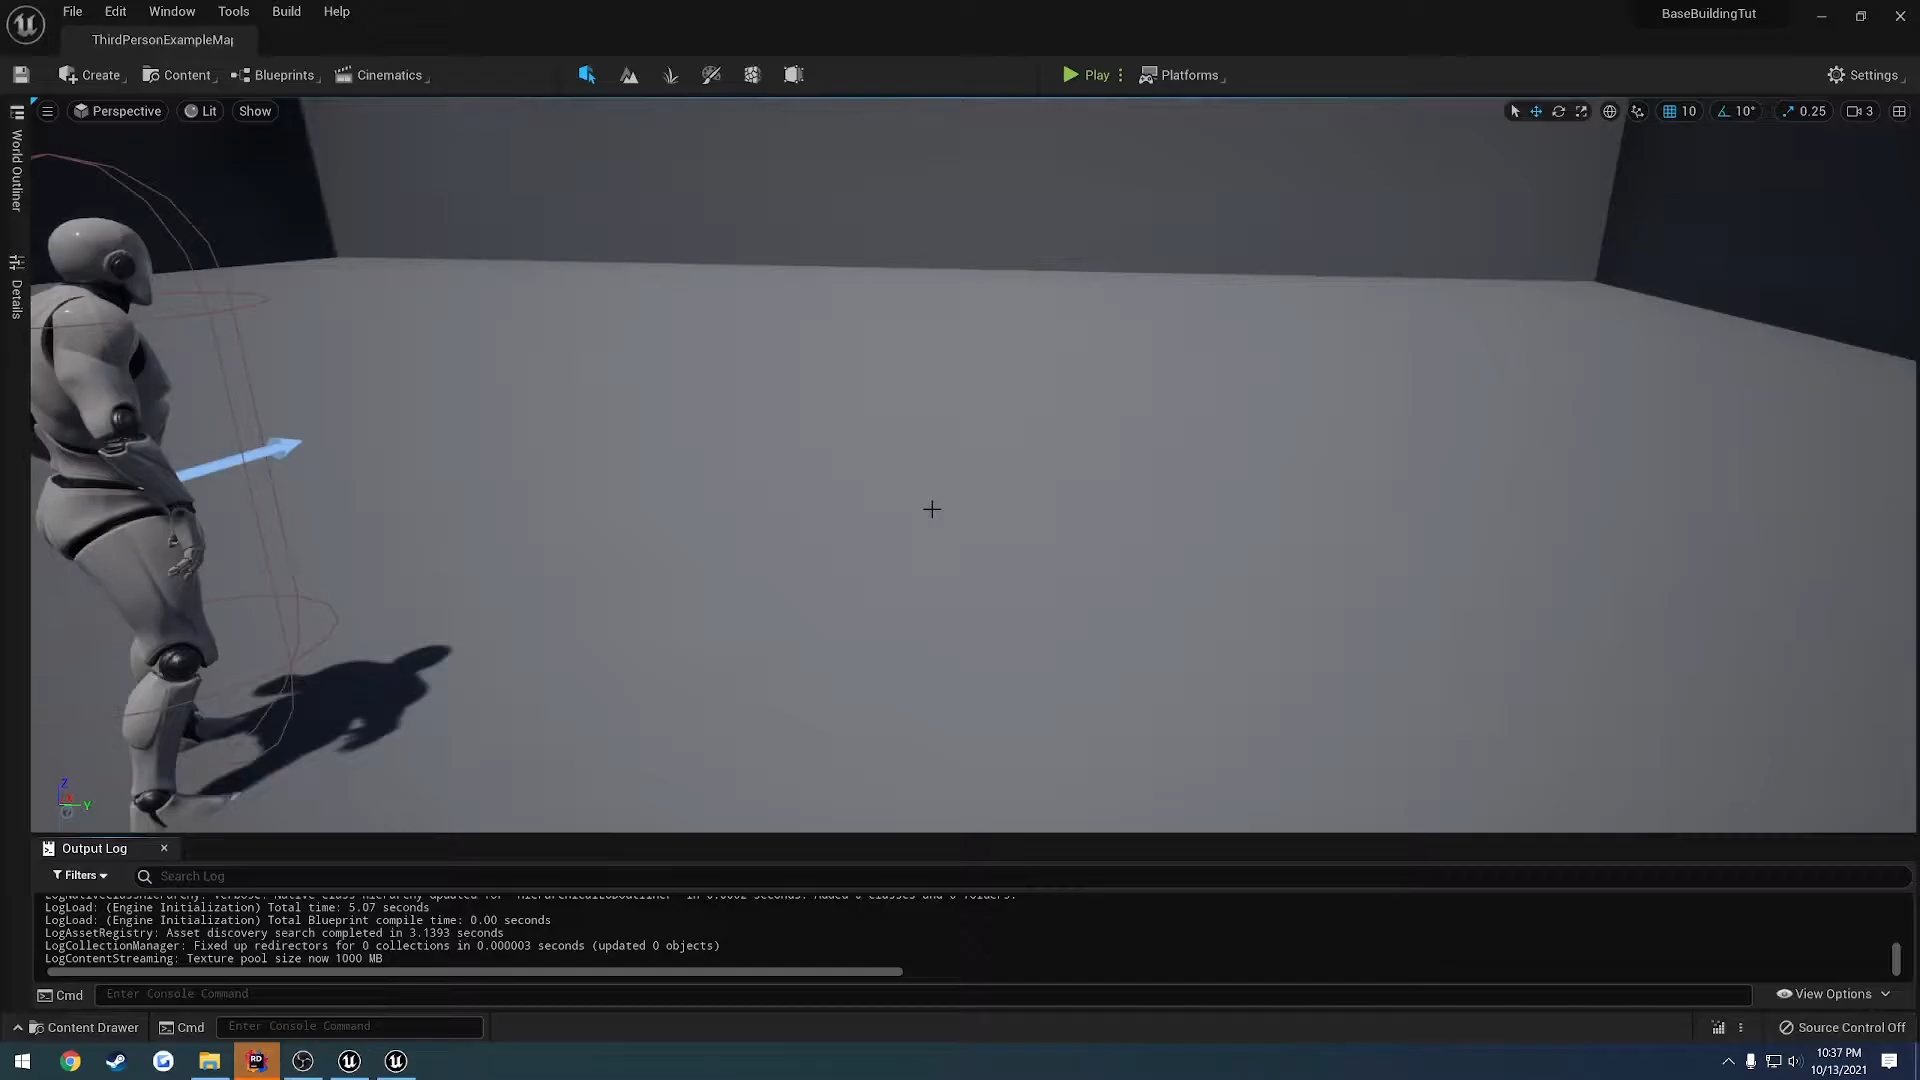 File Edit Window Tools Build Help
BaseBuildingTut
ThirdPersonExampleMap
Create Content Blueprints Cinematics Play Platforms Settings
Perspective Lit Show 10 10° 0.25 3
World Outliner
Details
Z
Y
Output Log
Filters Search Log
LogLoad: (Engine Initialization) Total time: 5.07 seconds
LogLoad: (Engine Initialization) Total Blueprint compile time: 0.00 seconds
LogAssetRegistry: Asset discovery search completed in 3.1393 seconds
LogCollectionManager: Fixed up redirectors for 0 collections in 0.000003 seconds (updated 0 objects)
LogContentStreaming: Texture pool size now 1000 MB
Cmd Enter Console Command View Options
Content Drawer Cmd Enter Console Command Source Control Off
RD
10:37 PM
10/13/2021